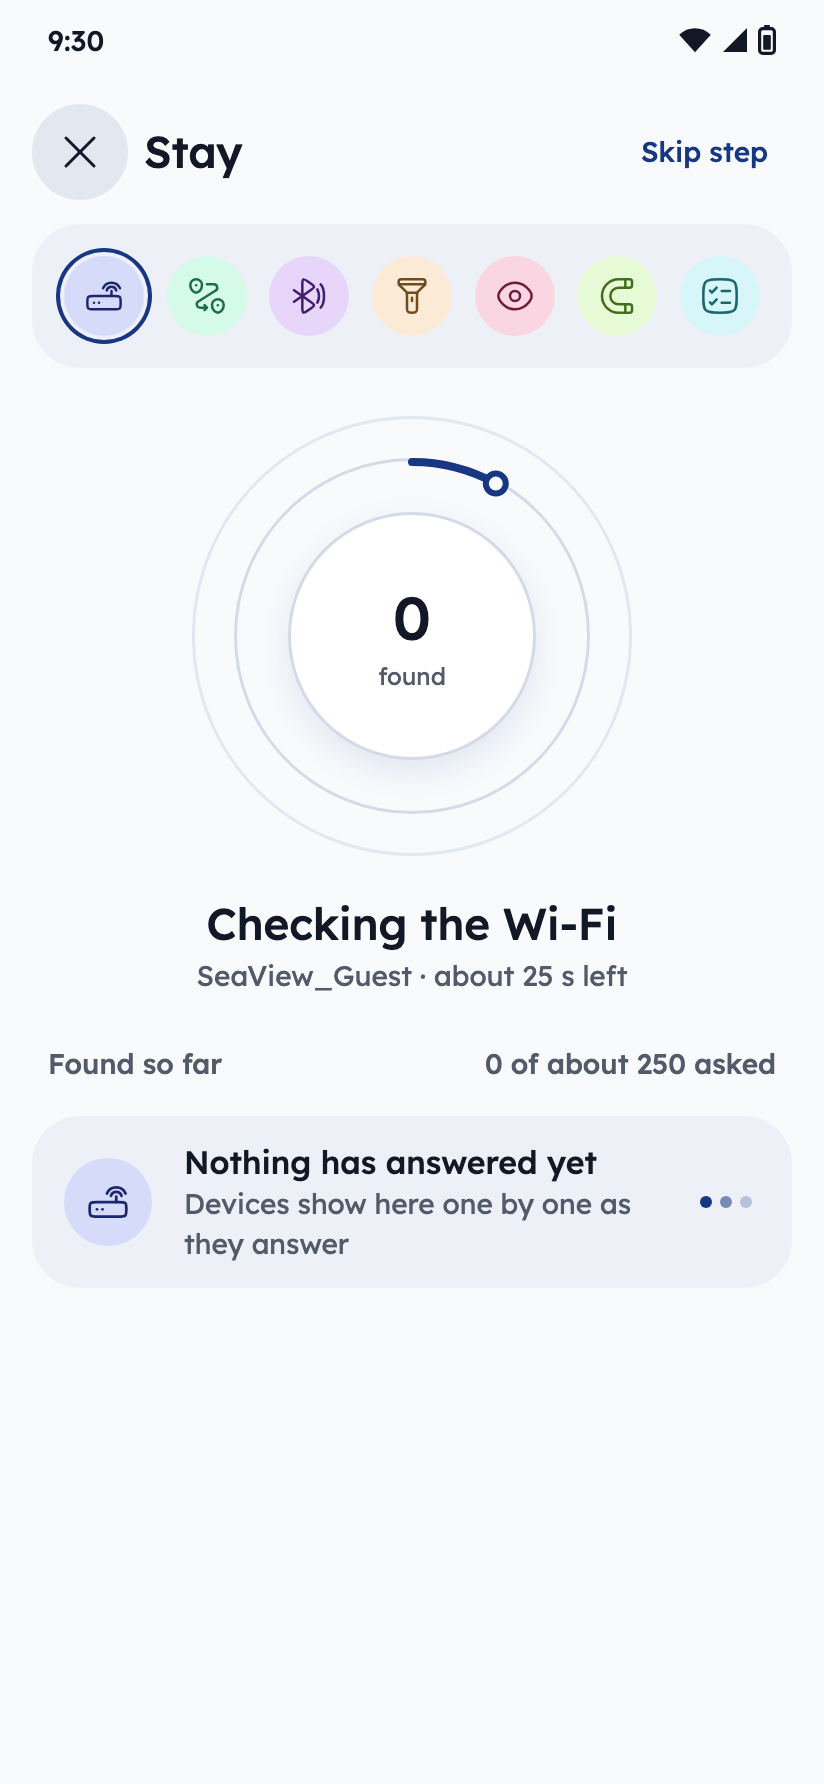 9:30
Stay
Skip step
0
found
Checking the Wi-Fi
SeaView_Guest · about 25 s left
Found so far
0 of about 250 asked
Nothing has answered yet
Devices show here one by one as
they answer